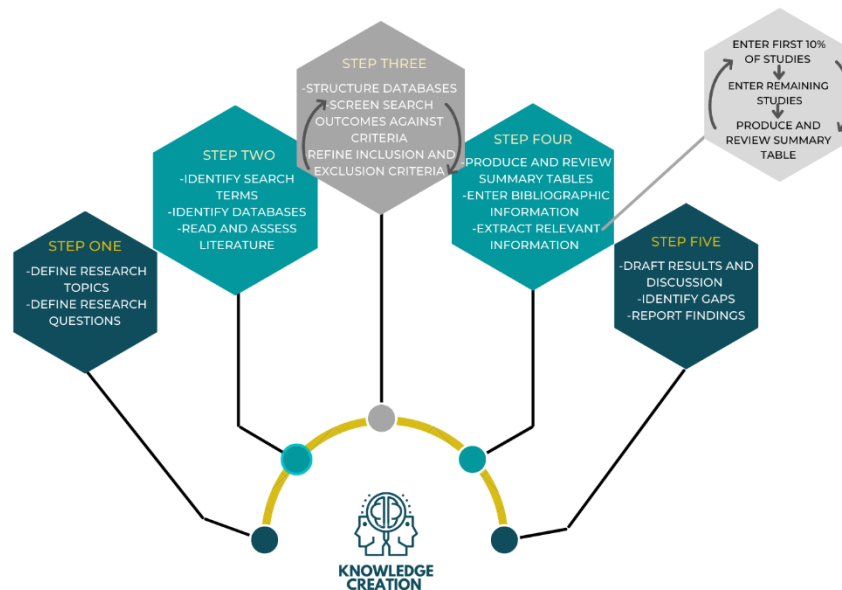 STEP ONE
-DEFINE RESEARCH
TOPICS
-DEFINE RESEARCH
QUESTIONS
STEP TWO
-IDENTIFY SEARCH
TERMS
-IDENTIFY DATABASES
-READ AND ASSESS
LITERATURE
STEP THREE
-STRUCTURE DATABASES
-SCREEN SEARCH
OUTCOMES AGAINST
CRITERIA
REFINE INCLUSION AND
EXCLUSION CRITERIA
STEP FOUR
-PRODUCE AND REVIEW
SUMMARY TABLES
-ENTER BIBLIOGRAPHIC
INFORMATION
-EXTRACT RELEVANT
INFORMATION
ENTER FIRST 10%
OF STUDIES
ENTER REMAINING
STUDIES
PRODUCE AND
REVIEW SUMMARY
TABLE
STEP FIVE
-DRAFT RESULTS AND
DISCUSSION
-IDENTIFY GAPS
-REPORT FINDINGS
KNOWLEDGE
CREATION